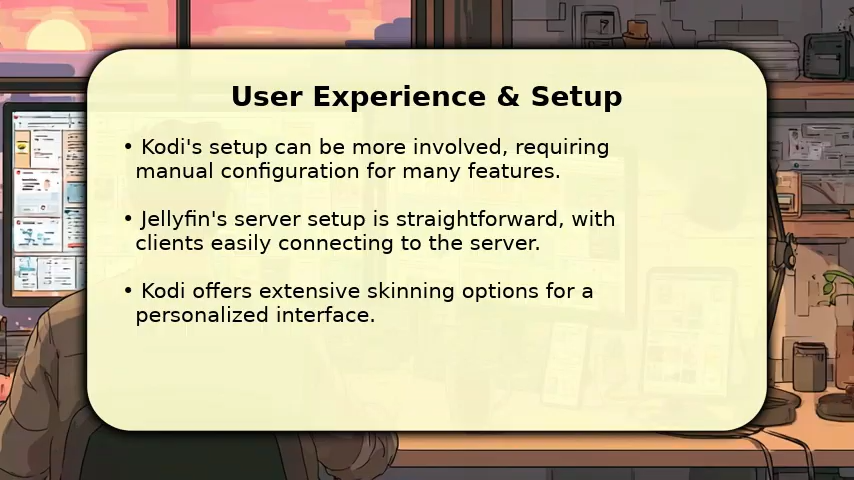 User Experience & Setup
• Kodi's setup can be more involved, requiring
manual configuration for many features.
• Jellyfin's server setup is straightforward, with
clients easily connecting to the server.
• Kodi offers extensive skinning options for a
personalized interface.